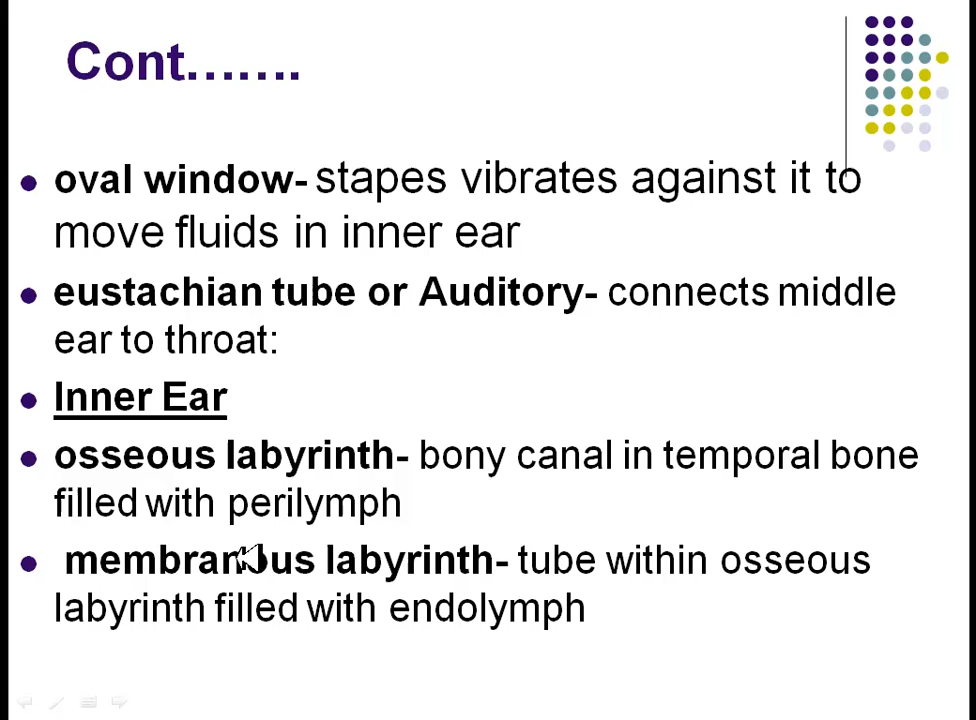 Cont…….
oval window- stapes vibrates against it to
move fluids in inner ear
eustachian tube or Auditory- connects middle
ear to throat:
Inner Ear
osseous labyrinth- bony canal in temporal bone
filled with perilymph
membranous labyrinth- tube within osseous
labyrinth filled with endolymph